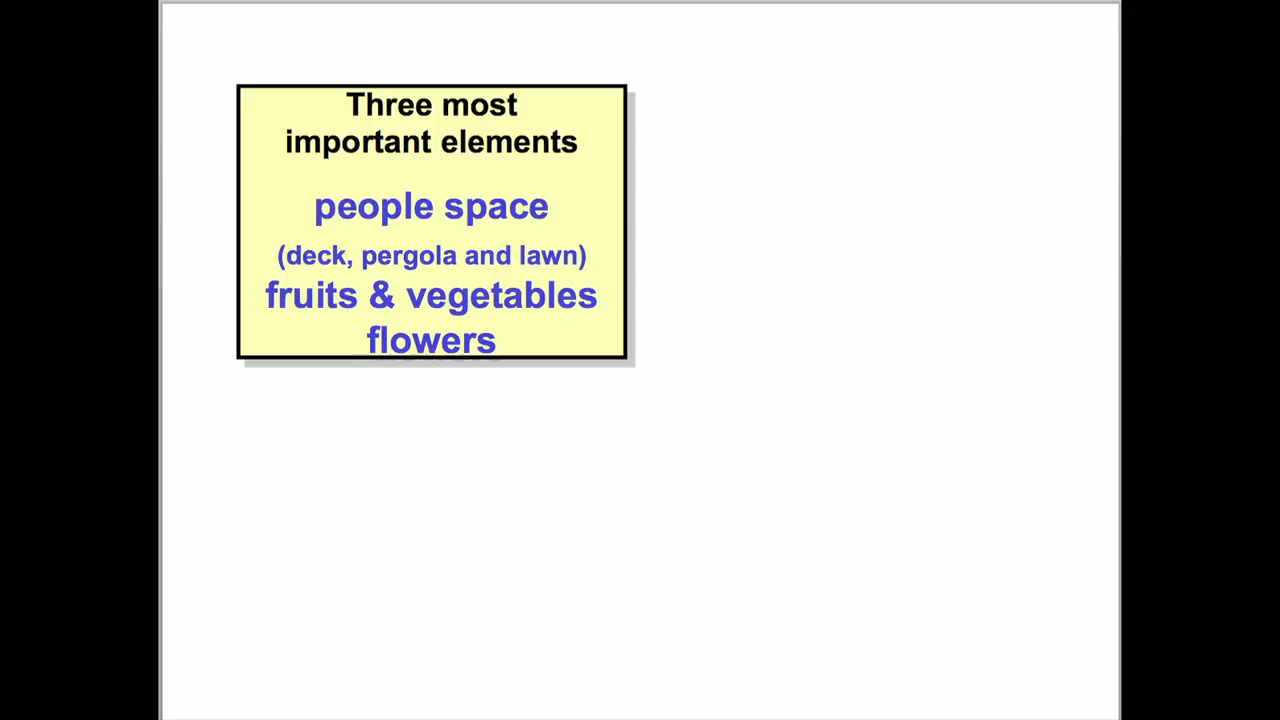 Three most
important elements
people space
(deck, pergola and lawn)
fruits & vegetables
flowers